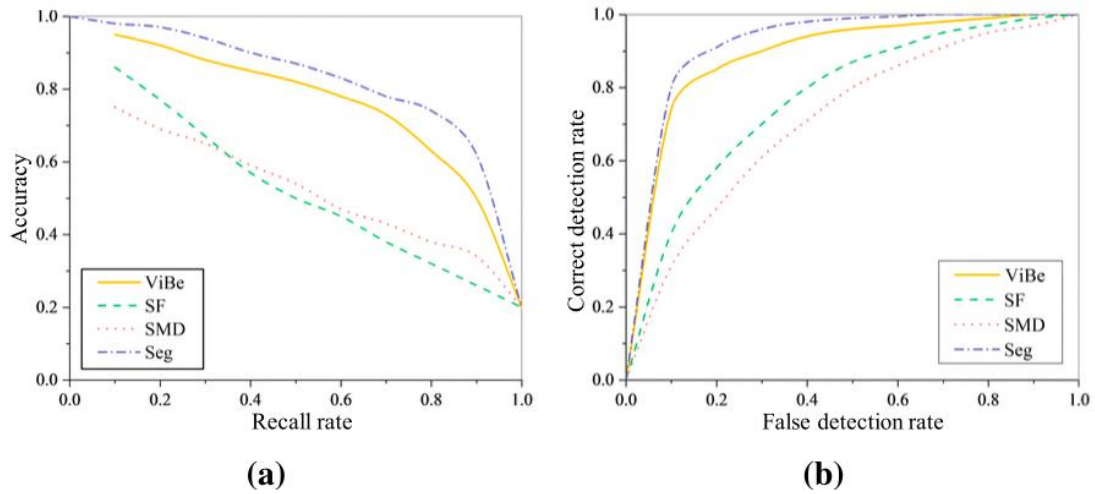 1.0
0.8
0.6
0.4
0.2
0.0
Accuracy
ViBe
SF
SMD
Seg
0.0 0.2 0.4 0.6 0.8 1.0
Recall rate
(a)
1.0
0.8
0.6
0.4
0.2
0.0
Correct detection rate
ViBe
SF
SMD
Seg
0.0 0.2 0.4 0.6 0.8 1.0
False detection rate
(b)